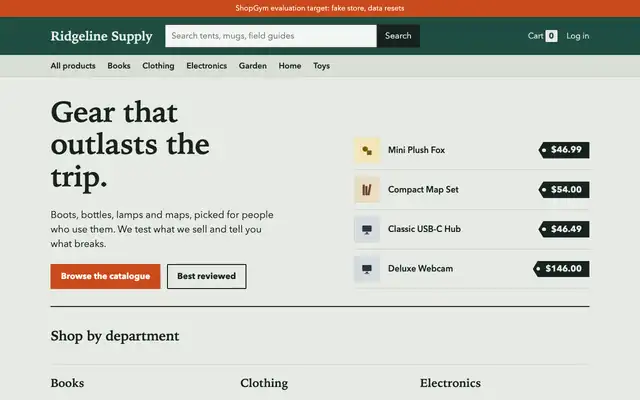 ShopGym evaluation target: fake store, data resets
Ridgeline Supply
Search tents, mugs, field guides
Search
Cart 0
Log in
All products
Books
Clothing
Electronics
Garden
Home
Toys
Gear that
outlasts the
trip.
Boots, bottles, lamps and maps, picked for people
who use them. We test what we sell and tell you
what breaks.
Browse the catalogue
Best reviewed
Mini Plush Fox
$46.99
Compact Map Set
$54.00
Classic USB-C Hub
$46.49
Deluxe Webcam
$146.00
Shop by department
Books
Clothing
Electronics